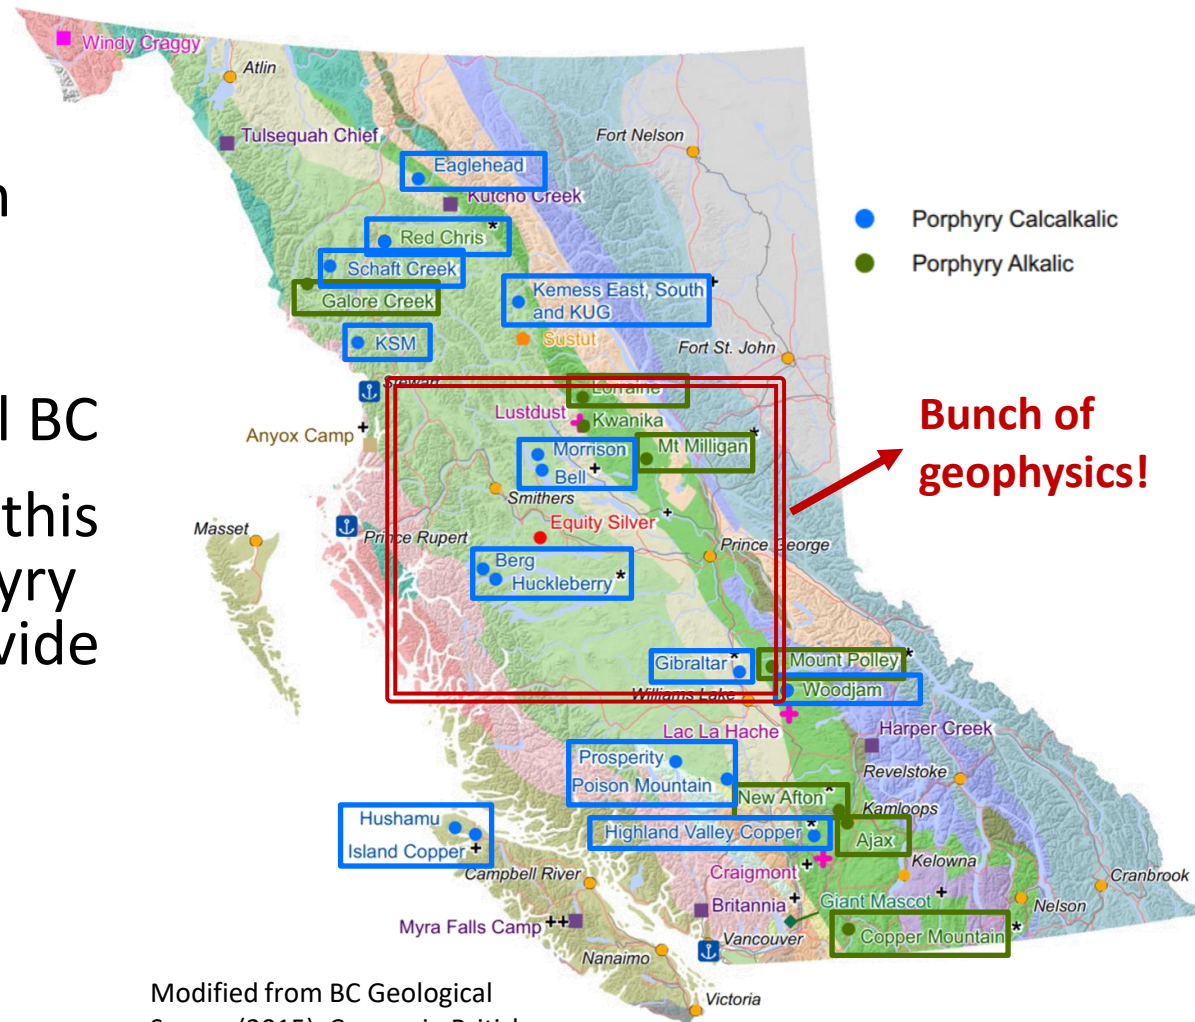 Windy Craggy
Atlin
Tulsequah Chief
Fort Nelson
Eaglehead
Kutcho Creek
Red Chris *
Schaft Creek
Galore Creek
Kemess East, South
and KUG
KSM
Sustut
Fort St. John
Porphyry Calcalkalic
Porphyry Alkalic
Stewart
Lorraine
Lustdust
Kwanika
Anyox Camp
Mt Milligan *
Morrison
Bell
Smithers
Equity Silver
Masset
Prince Rupert
Prince George
Berg
Huckleberry *
Bunch of
geophysics!
l BC
this
yry
vide
n
Gibraltar *
Mount Polley *
Williams Lake
Woodjam
Lac La Hache
Harper Creek
Prosperity
Poison Mountain
Revelstoke
New Afton *
Kamloops
Hushamu
Island Copper
Highland Valley Copper *
Ajax
Craigmont
Kelowna
Campbell River
Cranbrook
Britannia
Giant Mascot
Nelson
Myra Falls Camp
Vancouver
Copper Mountain *
Nanaimo
Victoria
Modified from BC Geological